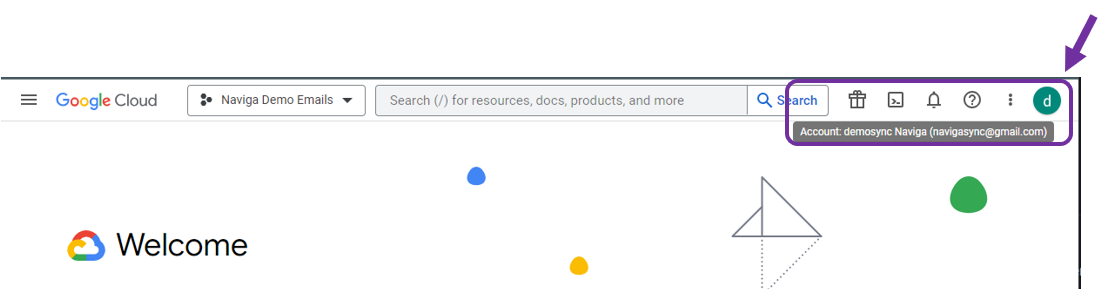 Google Cloud
Naviga Demo Emails
Search (/) for resources, docs, products, and more
Search
d
Account: demosync Naviga (navigasync@gmail.com)
Welcome